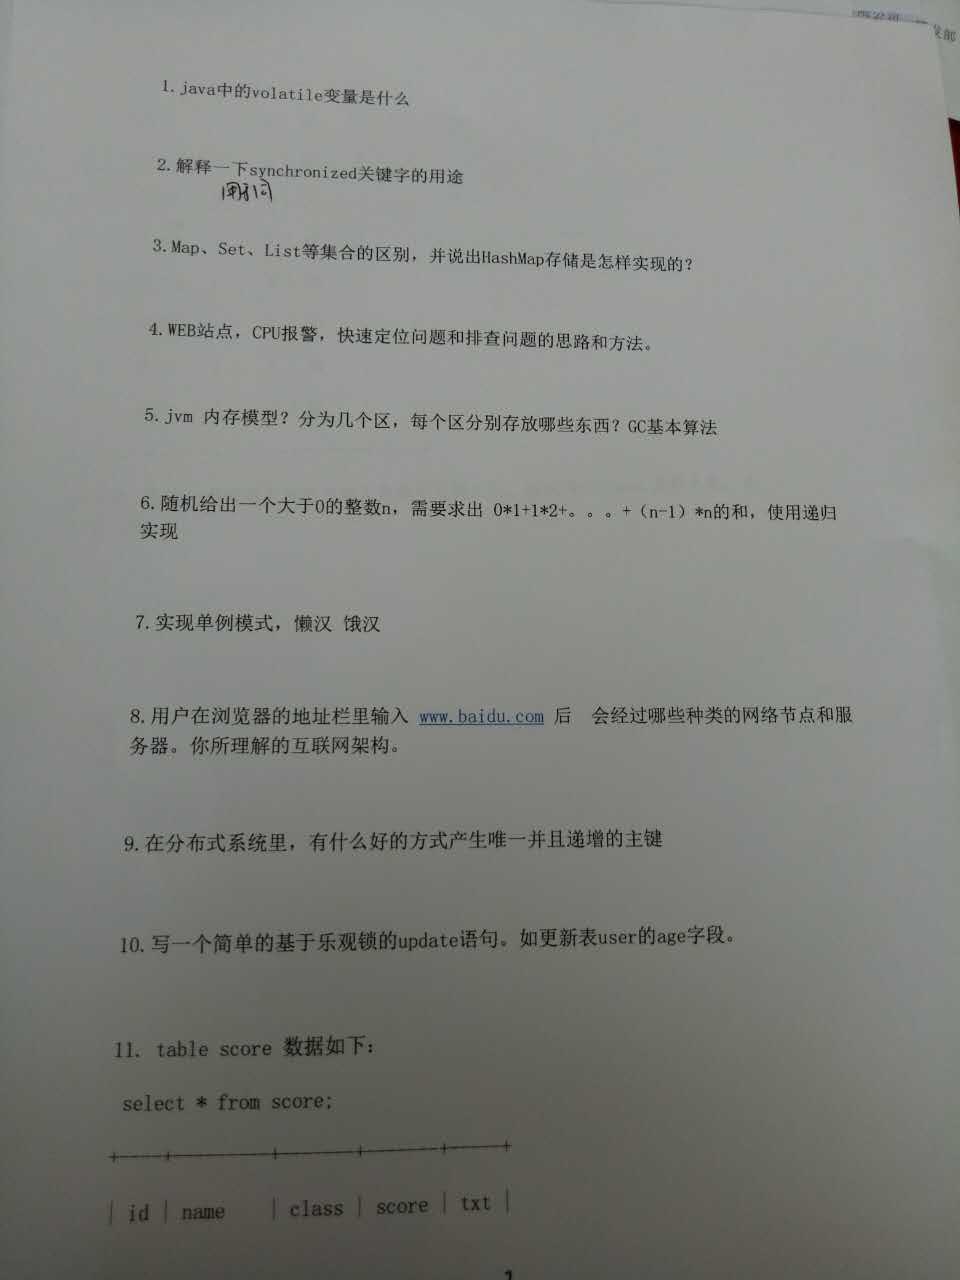 1.java中的volatile变量是什么
2.解释一下synchronized关键字的用途
3.Map、Set、List等集合的区别，并说出HashMap存储是怎样实现的？
4.WEB站点，CPU报警，快速定位问题和排查问题的思路和方法。
5.jvm 内存模型？分为几个区，每个区分别存放哪些东西？GC基本算法
6.随机给出一个大于0的整数n，需要求出 0*1+1*2+。。。+（n-1）*n的和，使用递归
实现
7.实现单例模式，懒汉 饿汉
8.用户在浏览器的地址栏里输入 www.baidu.com 后 会经过哪些种类的网络节点和服
务器。你所理解的互联网架构。
9.在分布式系统里，有什么好的方式产生唯一并且递增的主键
10.写一个简单的基于乐观锁的update语句。如更新表user的age字段。
11. table score 数据如下：
select * from score;
| id | name | class | score | txt |